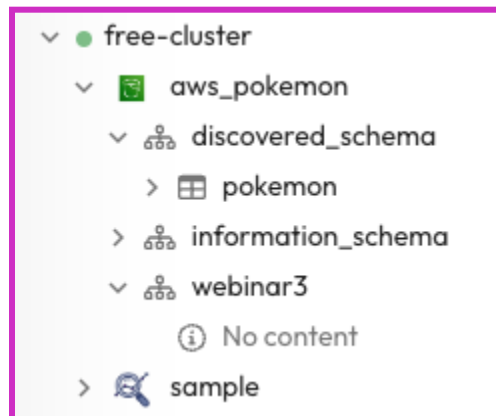 free-cluster
aws_pokemon
discovered_schema
pokemon
information_schema
webinar3
No content
sample